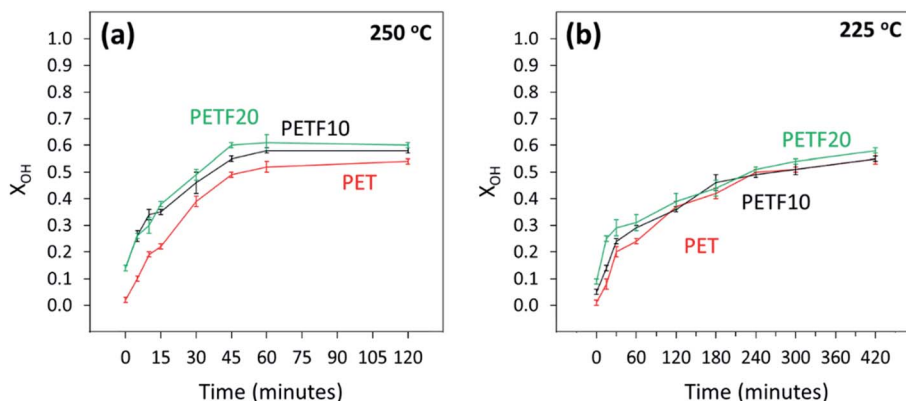 (a)
250 °C
1.0
0.9
0.8
0.7
0.6
0.5
0.4
0.3
0.2
0.1
0.0
X_OH
PETF20
PETF10
PET
0 15 30 45 60 75 90 105 120
Time (minutes)
(b)
225 °C
1.0
0.9
0.8
0.7
0.6
0.5
0.4
0.3
0.2
0.1
0.0
X_OH
PETF20
PETF10
PET
0 60 120 180 240 300 360 420
Time (minutes)